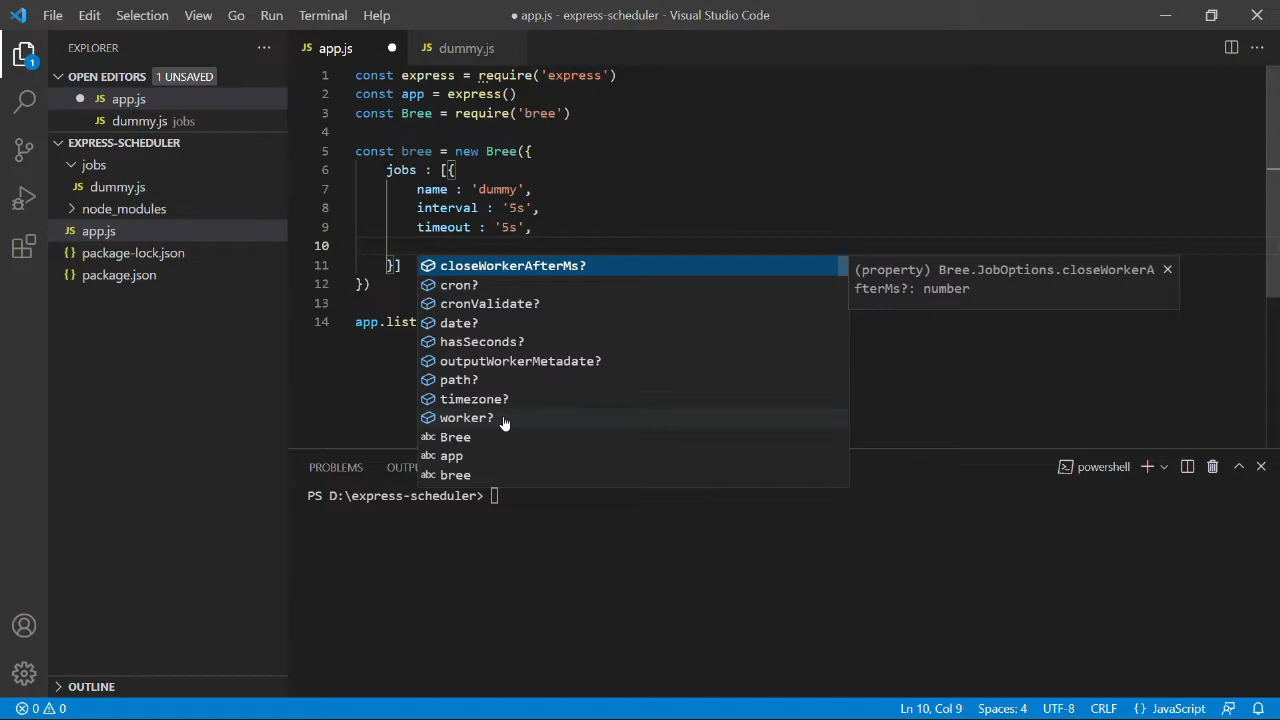 File Edit Selection View Go Run Terminal Help
● app.js - express-scheduler - Visual Studio Code
EXPLORER
OPEN EDITORS 1 UNSAVED
JS app.js
JS dummy.js jobs
EXPRESS-SCHEDULER
jobs
JS dummy.js
node_modules
JS app.js
{} package-lock.json
{} package.json
OUTLINE
1
JS app.js
JS dummy.js
1 const express = require('express')
2 const app = express()
3 const Bree = require('bree')
4
5 const bree = new Bree({
6 jobs : [{
7 name : 'dummy',
8 interval : '5s',
9 timeout : '5s',
10
11 }]
12 })
13
14 app.list
closeWorkerAfterMs?
cron?
cronValidate?
date?
hasSeconds?
outputWorkerMetadate?
path?
timezone?
worker?
abc Bree
abc app
abc bree
(property) Bree.JobOptions.closeWorkerA
fterMs?: number
PROBLEMS OUTPU
powershell
PS D:\express-scheduler>
0 0
Ln 10, Col 9 Spaces: 4 UTF-8 CRLF {} JavaScript